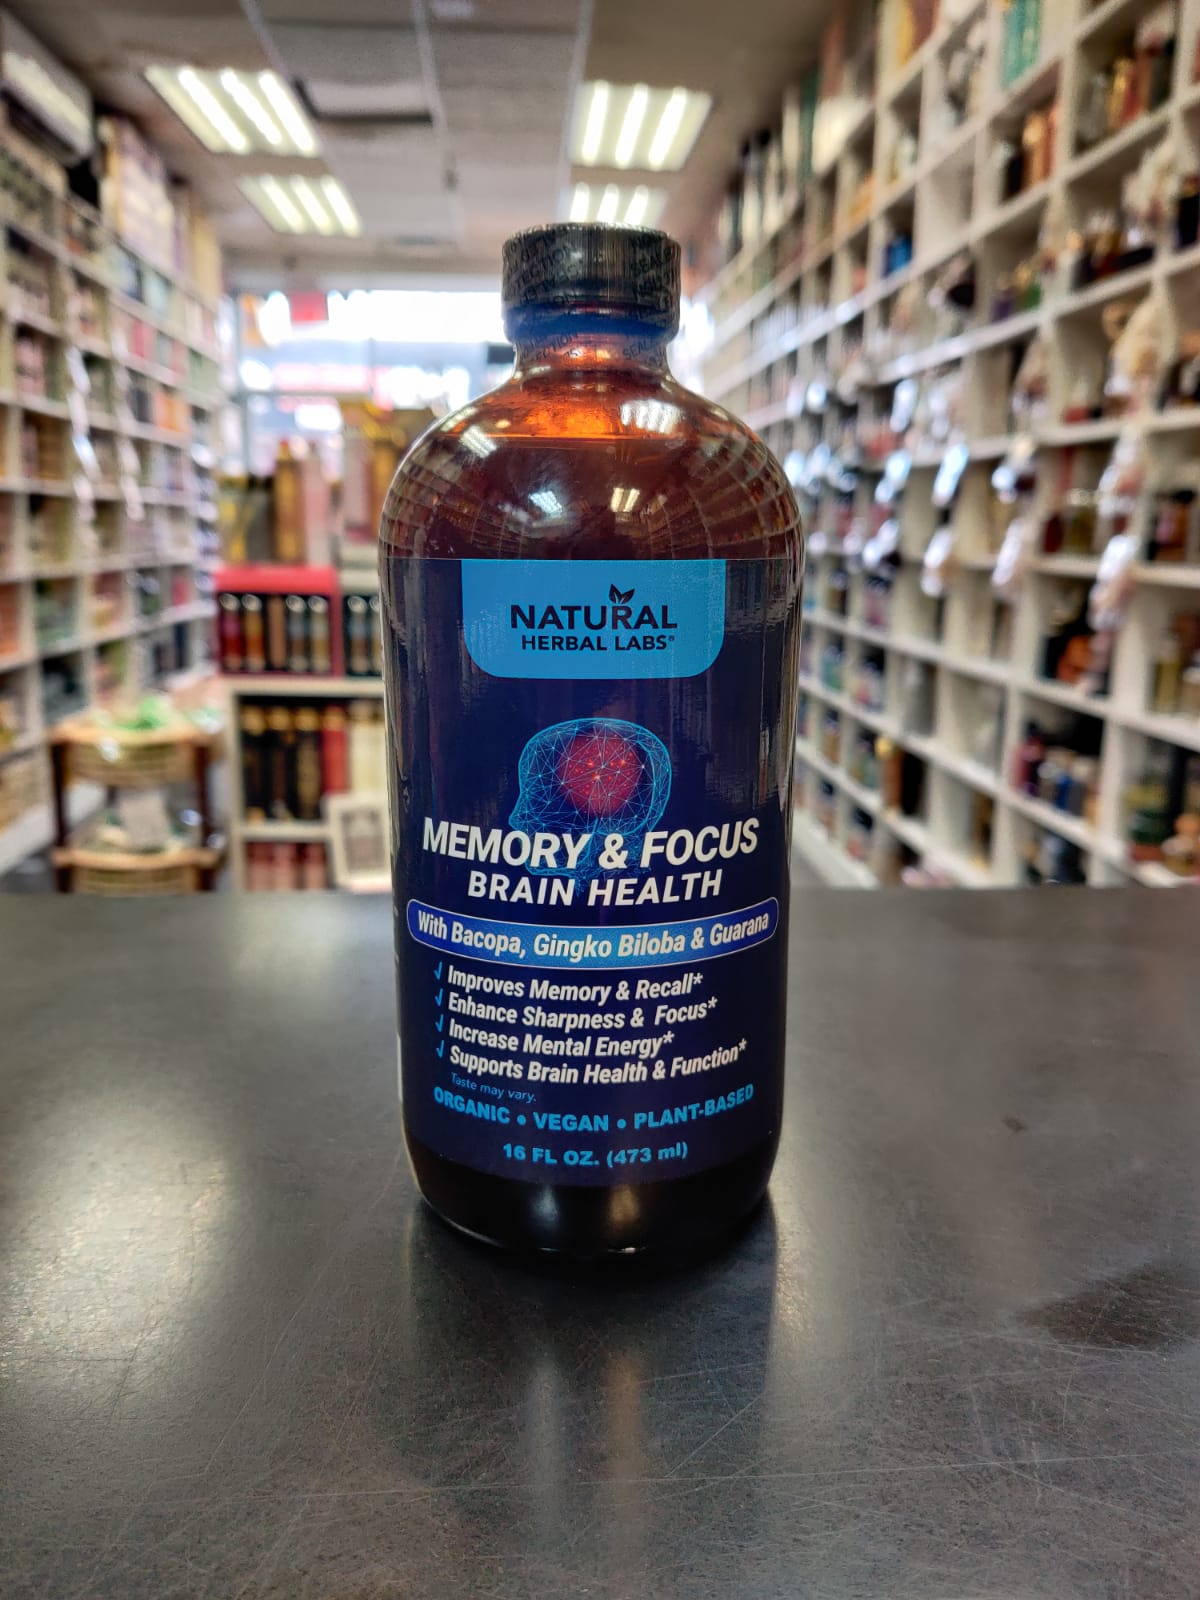 NATURAL
HERBAL LABS®
MEMORY & FOCUS
BRAIN HEALTH
With Bacopa, Gingko Biloba & Guarana
√ Improves Memory & Recall*
√ Enhance Sharpness & Focus*
√ Increase Mental Energy*
√ Supports Brain Health & Function*
Taste may vary.
ORGANIC • VEGAN • PLANT-BASED
16 FL OZ. (473 ml)